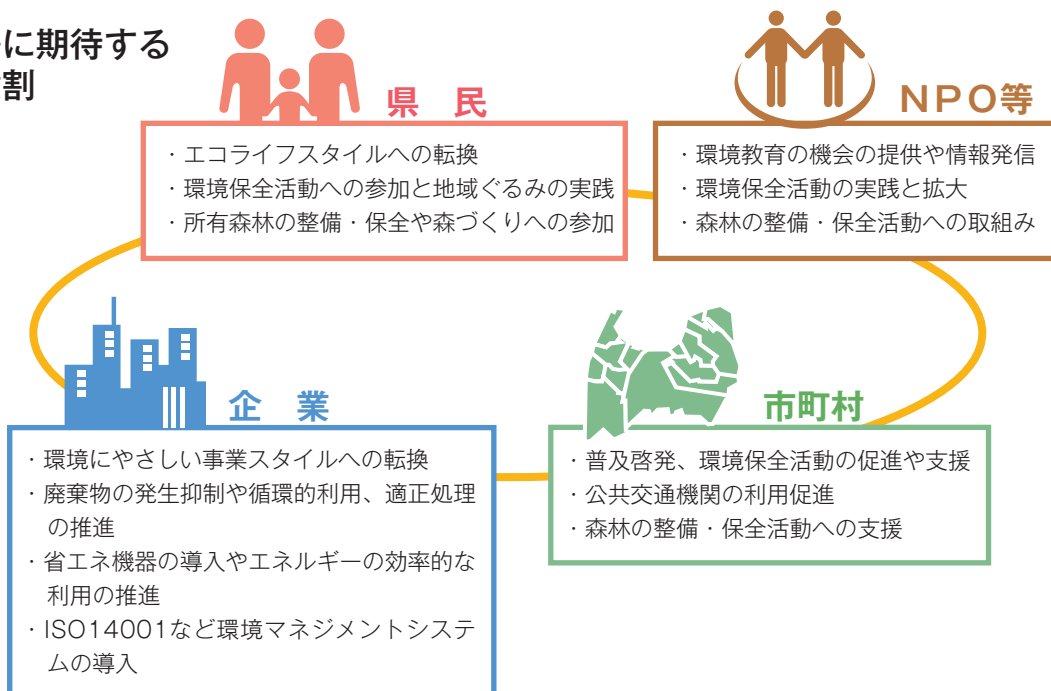 に期待する
割
県　民
・エコライフスタイルへの転換
・環境保全活動への参加と地域ぐるみの実践
・所有森林の整備・保全や森づくりへの参加
ＮＰＯ等
・環境教育の機会の提供や情報発信
・環境保全活動の実践と拡大
・森林の整備・保全活動への取組み
企　業
・環境にやさしい事業スタイルへの転換
・廃棄物の発生抑制や循環的利用、適正処理
の推進
・省エネ機器の導入やエネルギーの効率的な
利用の推進
・ISO14001など環境マネジメントシステ
ムの導入
市町村
・普及啓発、環境保全活動の促進や支援
・公共交通機関の利用促進
・森林の整備・保全活動への支援